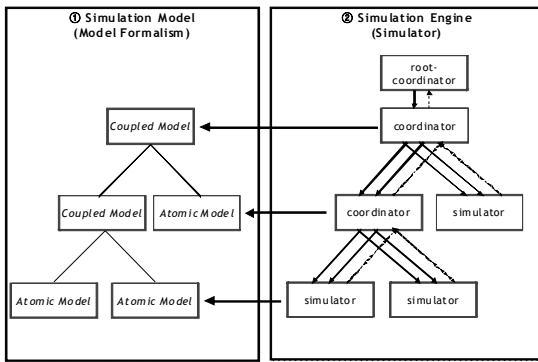 ① Simulation Model
(Model Formalism)
② Simulation Engine
(Simulator)
root-
coordinator
Coupled Model
coordinator
Coupled Model
Atomic Model
coordinator
simulator
Atomic Model
Atomic Model
simulator
simulator